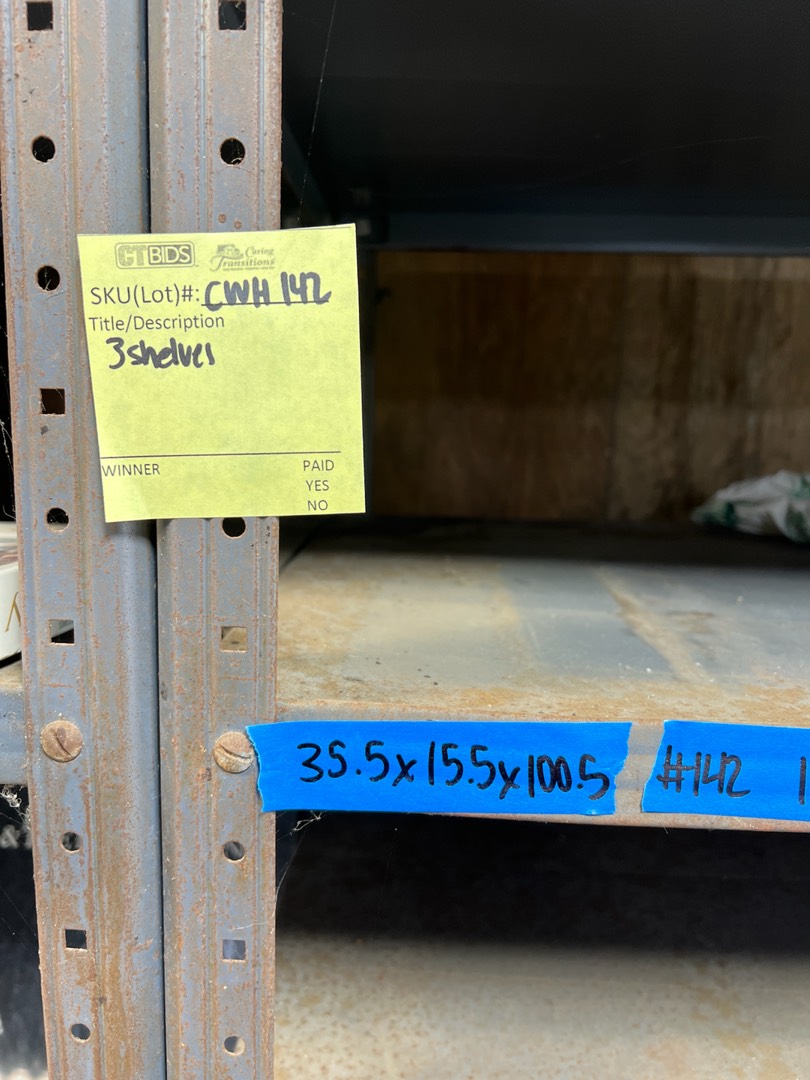 CTBIDS Caring Transitions
SKU(Lot)#: CWH 142
Title/Description
3 shelves
WINNER PAID
YES
NO
35.5x15.5x100.5 #142 1